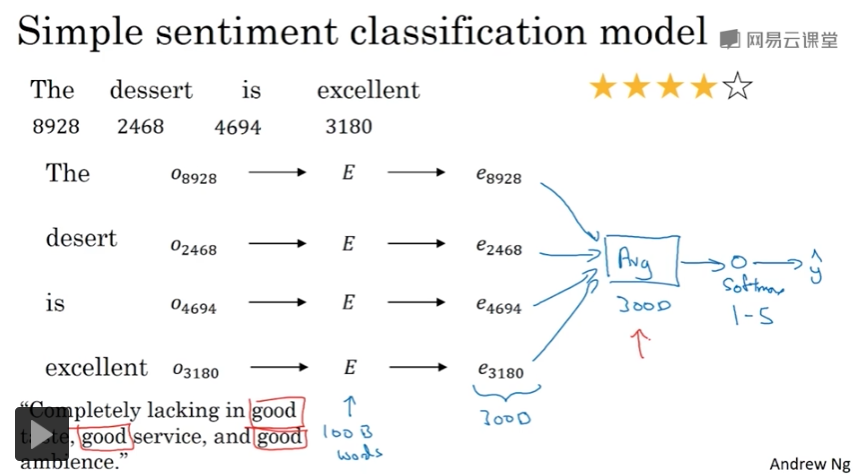 Simple sentiment classification model 网易云课堂
The dessert is excellent
8928 2468 4694 3180
The o8928 E e8928
desert o2468 E e2468
Avg
ŷ
Softmax
is o4694 E e4694
300D
1-5
excellent o3180 E e3180
"Completely lacking in good
taste, good service, and good
ambience."
100B
words
300D
Andrew Ng